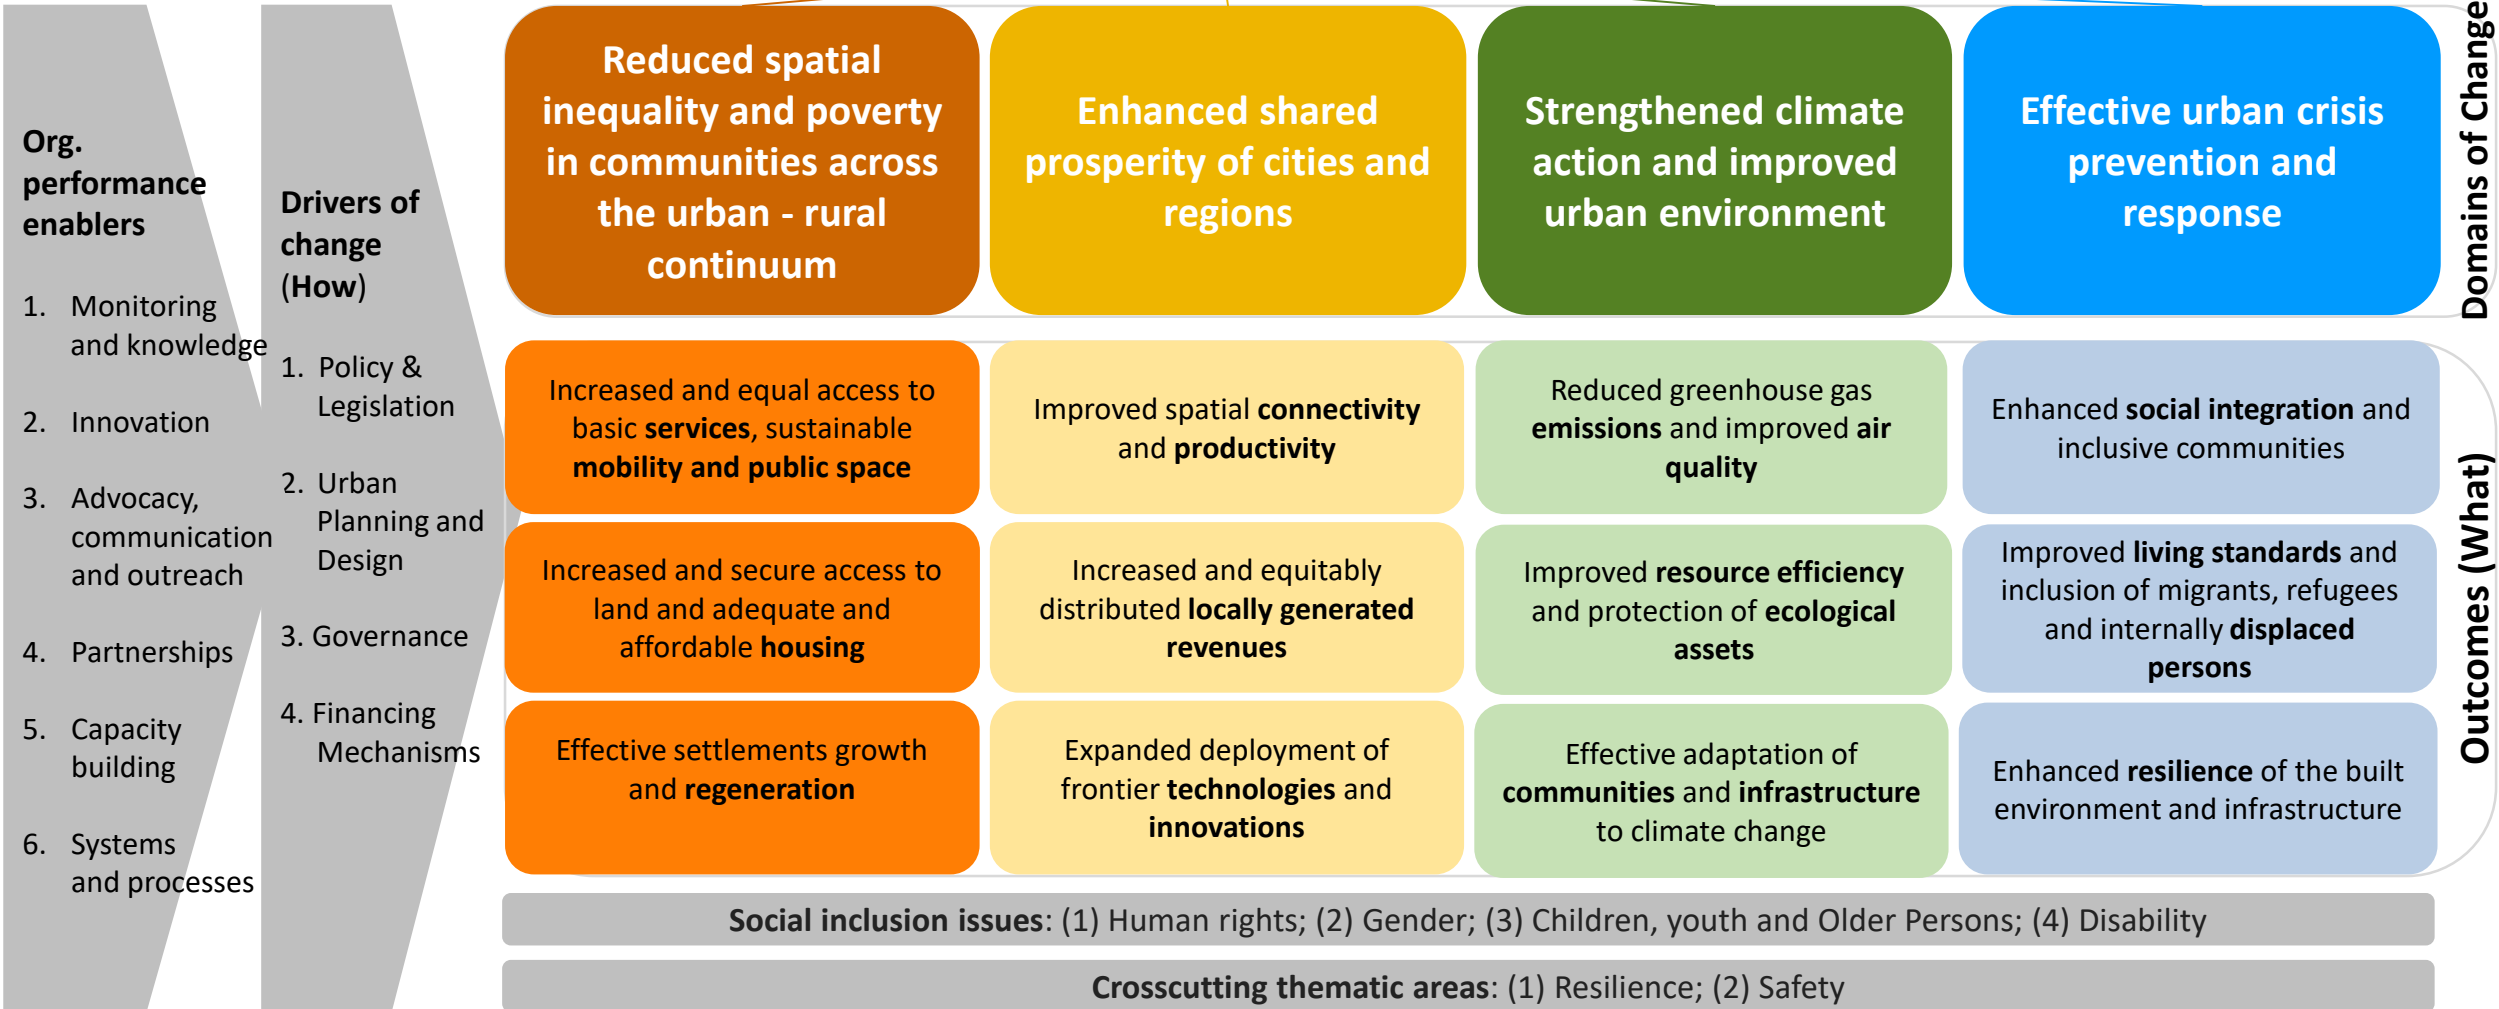 Org.
performance
enablers
1. Monitoring
and knowledge
2. Innovation
3. Advocacy,
communication
and outreach
4. Partnerships
5. Capacity
building
6. Systems
and processes
Drivers of
change
(How)
1. Policy &
Legislation
2. Urban
Planning and
Design
3. Governance
4. Financing
Mechanisms
Reduced spatial
inequality and poverty
in communities across
the urban - rural
continuum
Enhanced shared
prosperity of cities and
regions
Strengthened climate
action and improved
urban environment
Effective urban crisis
prevention and
response
Domains of Change
Increased and equal access to
basic services, sustainable
mobility and public space
Improved spatial connectivity
and productivity
Reduced greenhouse gas
emissions and improved air
quality
Enhanced social integration and
inclusive communities
Increased and secure access to
land and adequate and
affordable housing
Increased and equitably
distributed locally generated
revenues
Improved resource efficiency
and protection of ecological
assets
Improved living standards and
inclusion of migrants, refugees
and internally displaced
persons
Effective settlements growth
and regeneration
Expanded deployment of
frontier technologies and
innovations
Effective adaptation of
communities and infrastructure
to climate change
Enhanced resilience of the built
environment and infrastructure
Outcomes (What)
Social inclusion issues: (1) Human rights; (2) Gender; (3) Children, youth and Older Persons; (4) Disability
Crosscutting thematic areas: (1) Resilience; (2) Safety